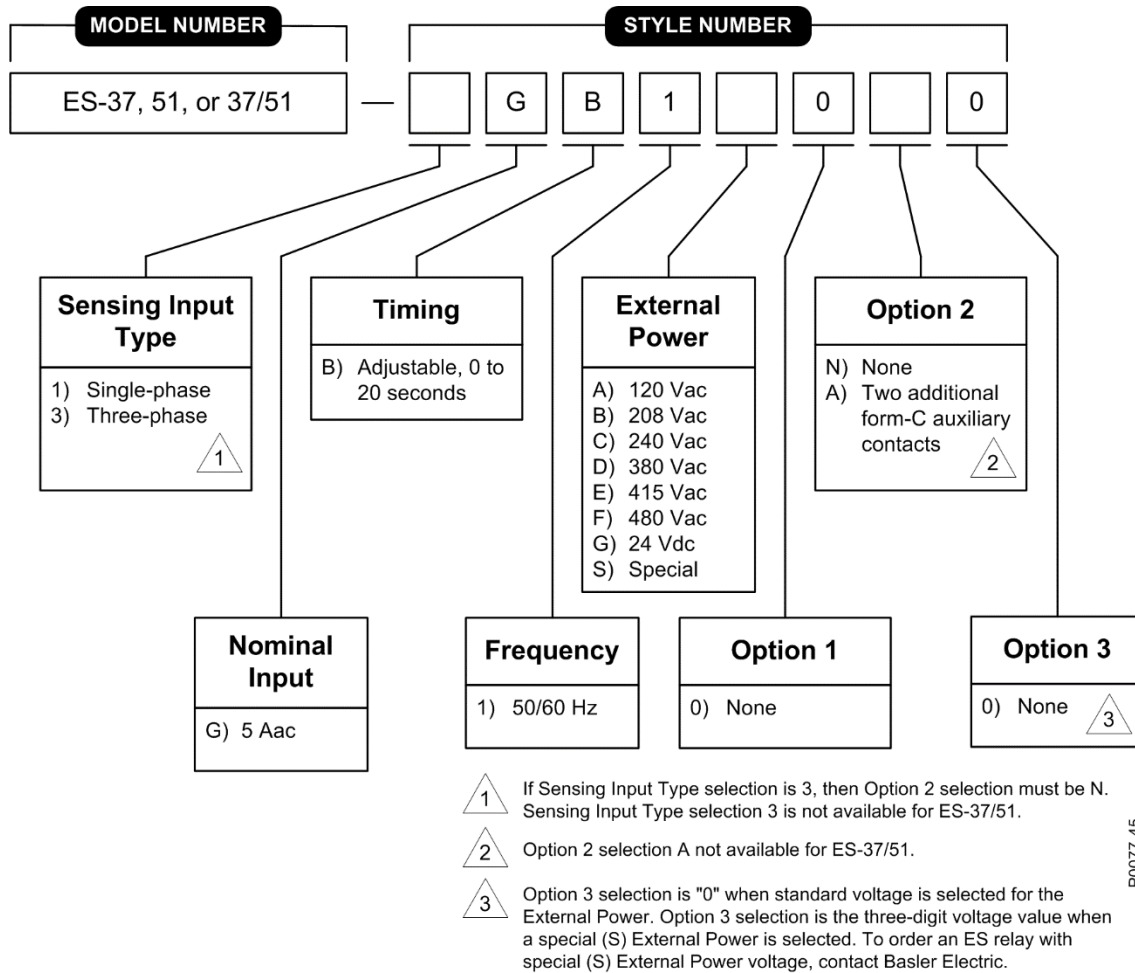 MODEL NUMBER
STYLE NUMBER
ES-37, 51, or 37/51 — G B 1 0 0
Sensing Input
Type
1) Single-phase
3) Three-phase
1
Timing
B) Adjustable, 0 to
20 seconds
External
Power
A) 120 Vac
B) 208 Vac
C) 240 Vac
D) 380 Vac
E) 415 Vac
F) 480 Vac
G) 24 Vdc
S) Special
Option 2
N) None
A) Two additional
form-C auxiliary
contacts
2
Nominal
Input
G) 5 Aac
Frequency
1) 50/60 Hz
Option 1
0) None
Option 3
0) None
3
1 If Sensing Input Type selection is 3, then Option 2 selection must be N.
Sensing Input Type selection 3 is not available for ES-37/51.
2 Option 2 selection A not available for ES-37/51.
3 Option 3 selection is "0" when standard voltage is selected for the
External Power. Option 3 selection is the three-digit voltage value when
a special (S) External Power is selected. To order an ES relay with
special (S) External Power voltage, contact Basler Electric.
P0077-45